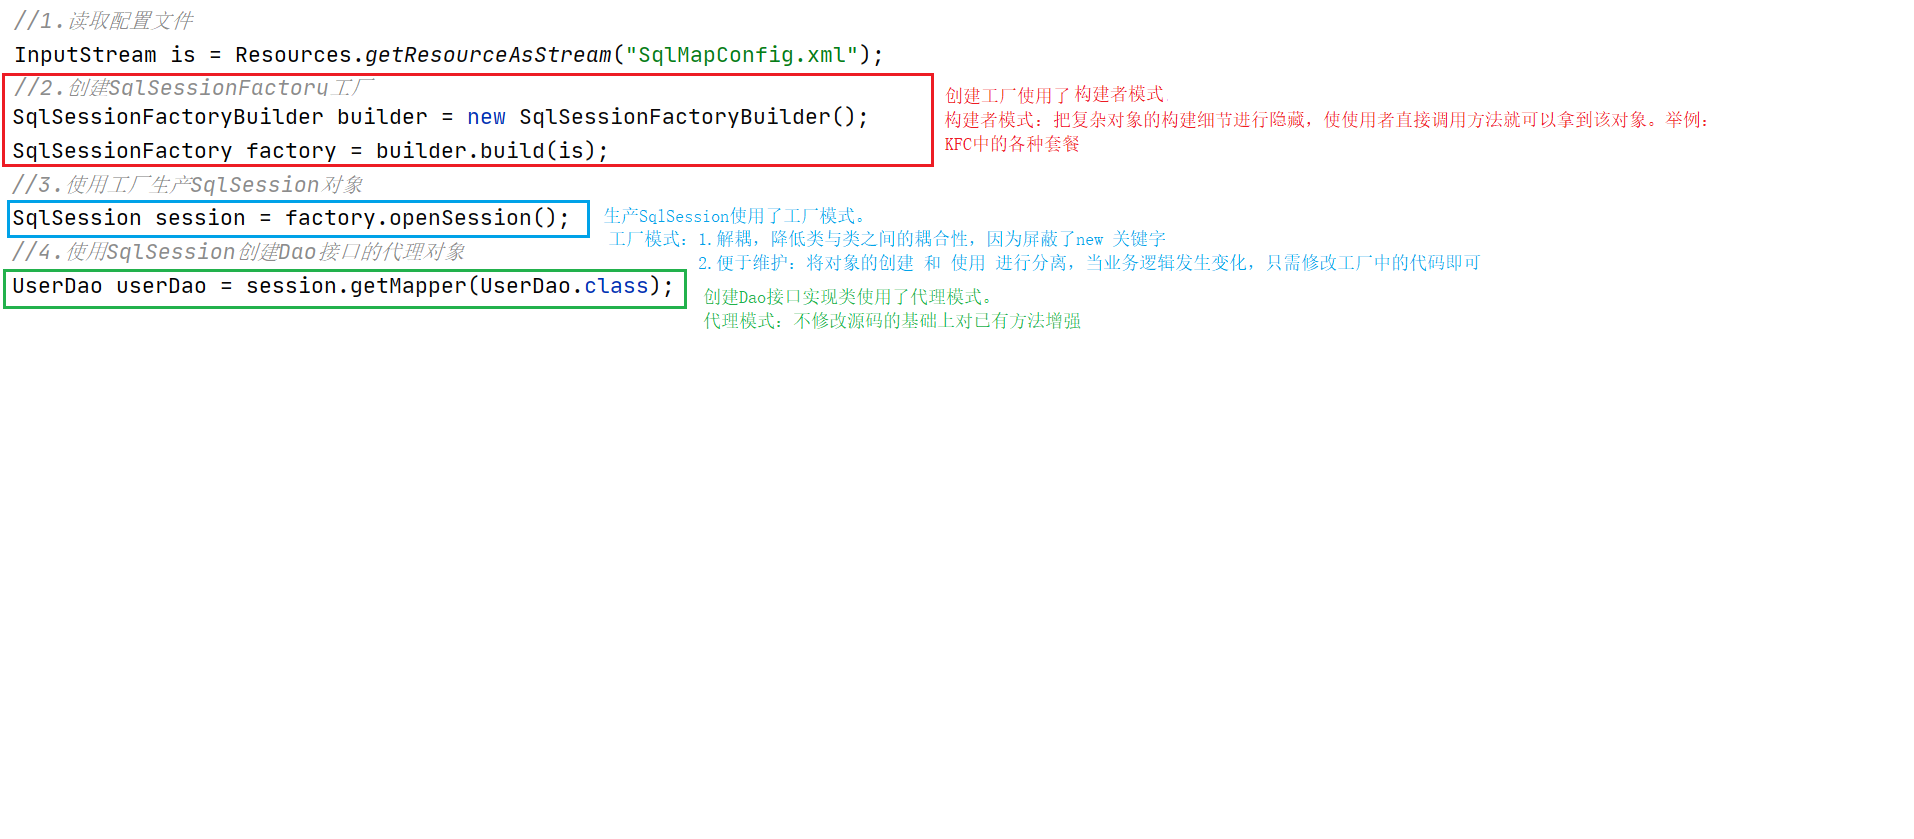 //1.读取配置文件
InputStream is = Resources.getResourceAsStream("SqlMapConfig.xml");
//2.创建SqlSessionFactory工厂
SqlSessionFactoryBuilder builder = new SqlSessionFactoryBuilder();
SqlSessionFactory factory = builder.build(is);
创建工厂使用了构建者模式
构建者模式：把复杂对象的构建细节进行隐藏，使使用者直接调用方法就可以拿到该对象。举例：
KFC中的各种套餐
//3.使用工厂生产SqlSession对象
SqlSession session = factory.openSession();
生产SqlSession使用了工厂模式。
工厂模式：1.解耦，降低类与类之间的耦合性，因为屏蔽了new 关键字
2.便于维护：将对象的创建 和 使用 进行分离，当业务逻辑发生变化，只需修改工厂中的代码即可
//4.使用SqlSession创建Dao接口的代理对象
UserDao userDao = session.getMapper(UserDao.class);
创建Dao接口实现类使用了代理模式。
代理模式：不修改源码的基础上对已有方法增强